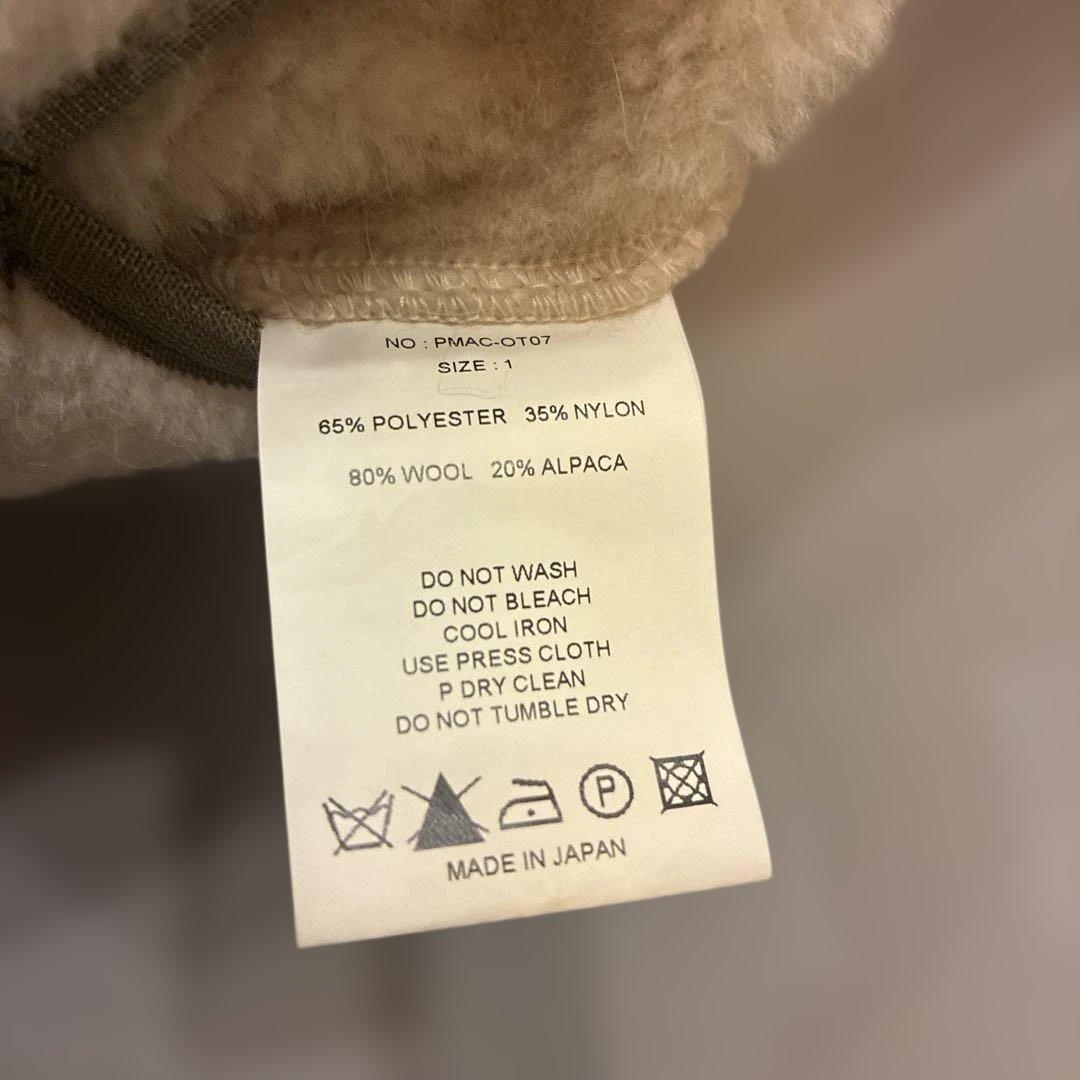 NO : PMAC-OT07
SIZE : 1
65% POLYESTER 35% NYLON
80% WOOL 20% ALPACA
DO NOT WASH
DO NOT BLEACH
COOL IRON
USE PRESS CLOTH
P DRY CLEAN
DO NOT TUMBLE DRY
P
MADE IN JAPAN